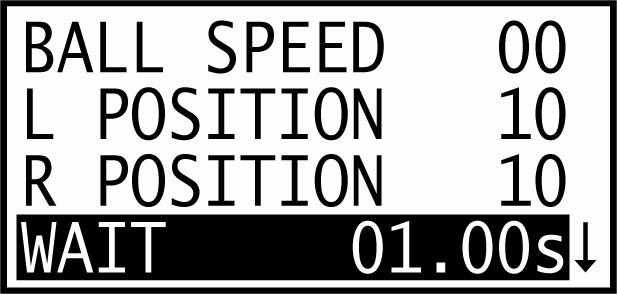 BALL SPEED 00
L POSITION 10
R POSITION 10
WAIT 01.00s↓